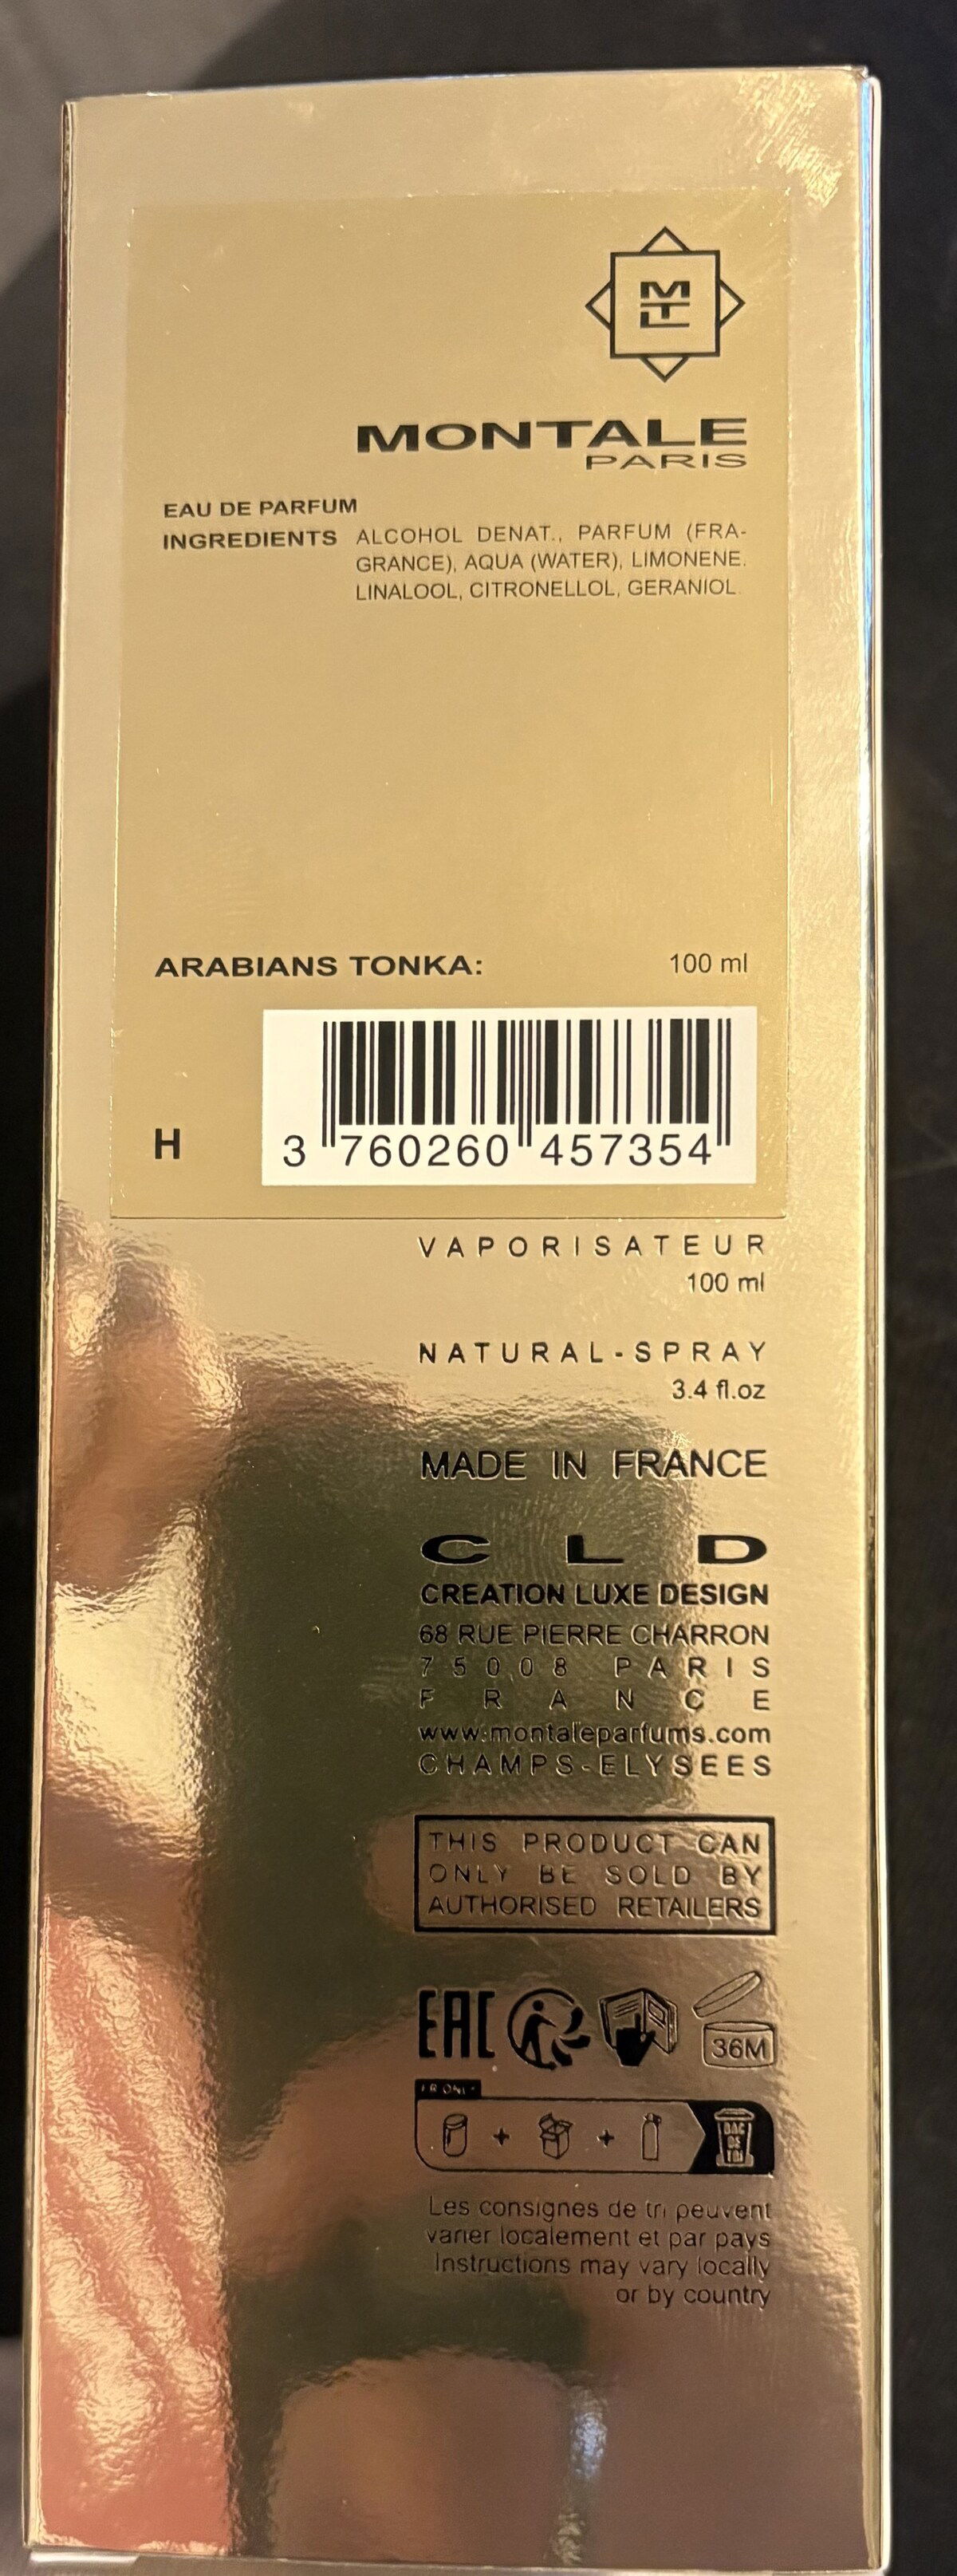 MTL
MONTALE
PARIS
EAU DE PARFUM
INGREDIENTS ALCOHOL DENAT., PARFUM (FRA-
GRANCE), AQUA (WATER), LIMONENE,
LINALOOL, CITRONELLOL, GERANIOL.
ARABIANS TONKA: 100 ml
H
3 760260 457354
VAPORISATEUR
100 ml
NATURAL-SPRAY
3.4 fl.oz
MADE IN FRANCE
CLD
CREATION LUXE DESIGN
68 RUE PIERRE CHARRON
75008 PARIS
FRANCE
www.montaleparfums.com
CHAMPS-ELYSEES
THIS PRODUCT CAN
ONLY BE SOLD BY
AUTHORISED RETAILERS
EAC
36M
BAC
DE
TRI
Les consignes de tri peuvent
varier localement et par pays
Instructions may vary locally
or by country